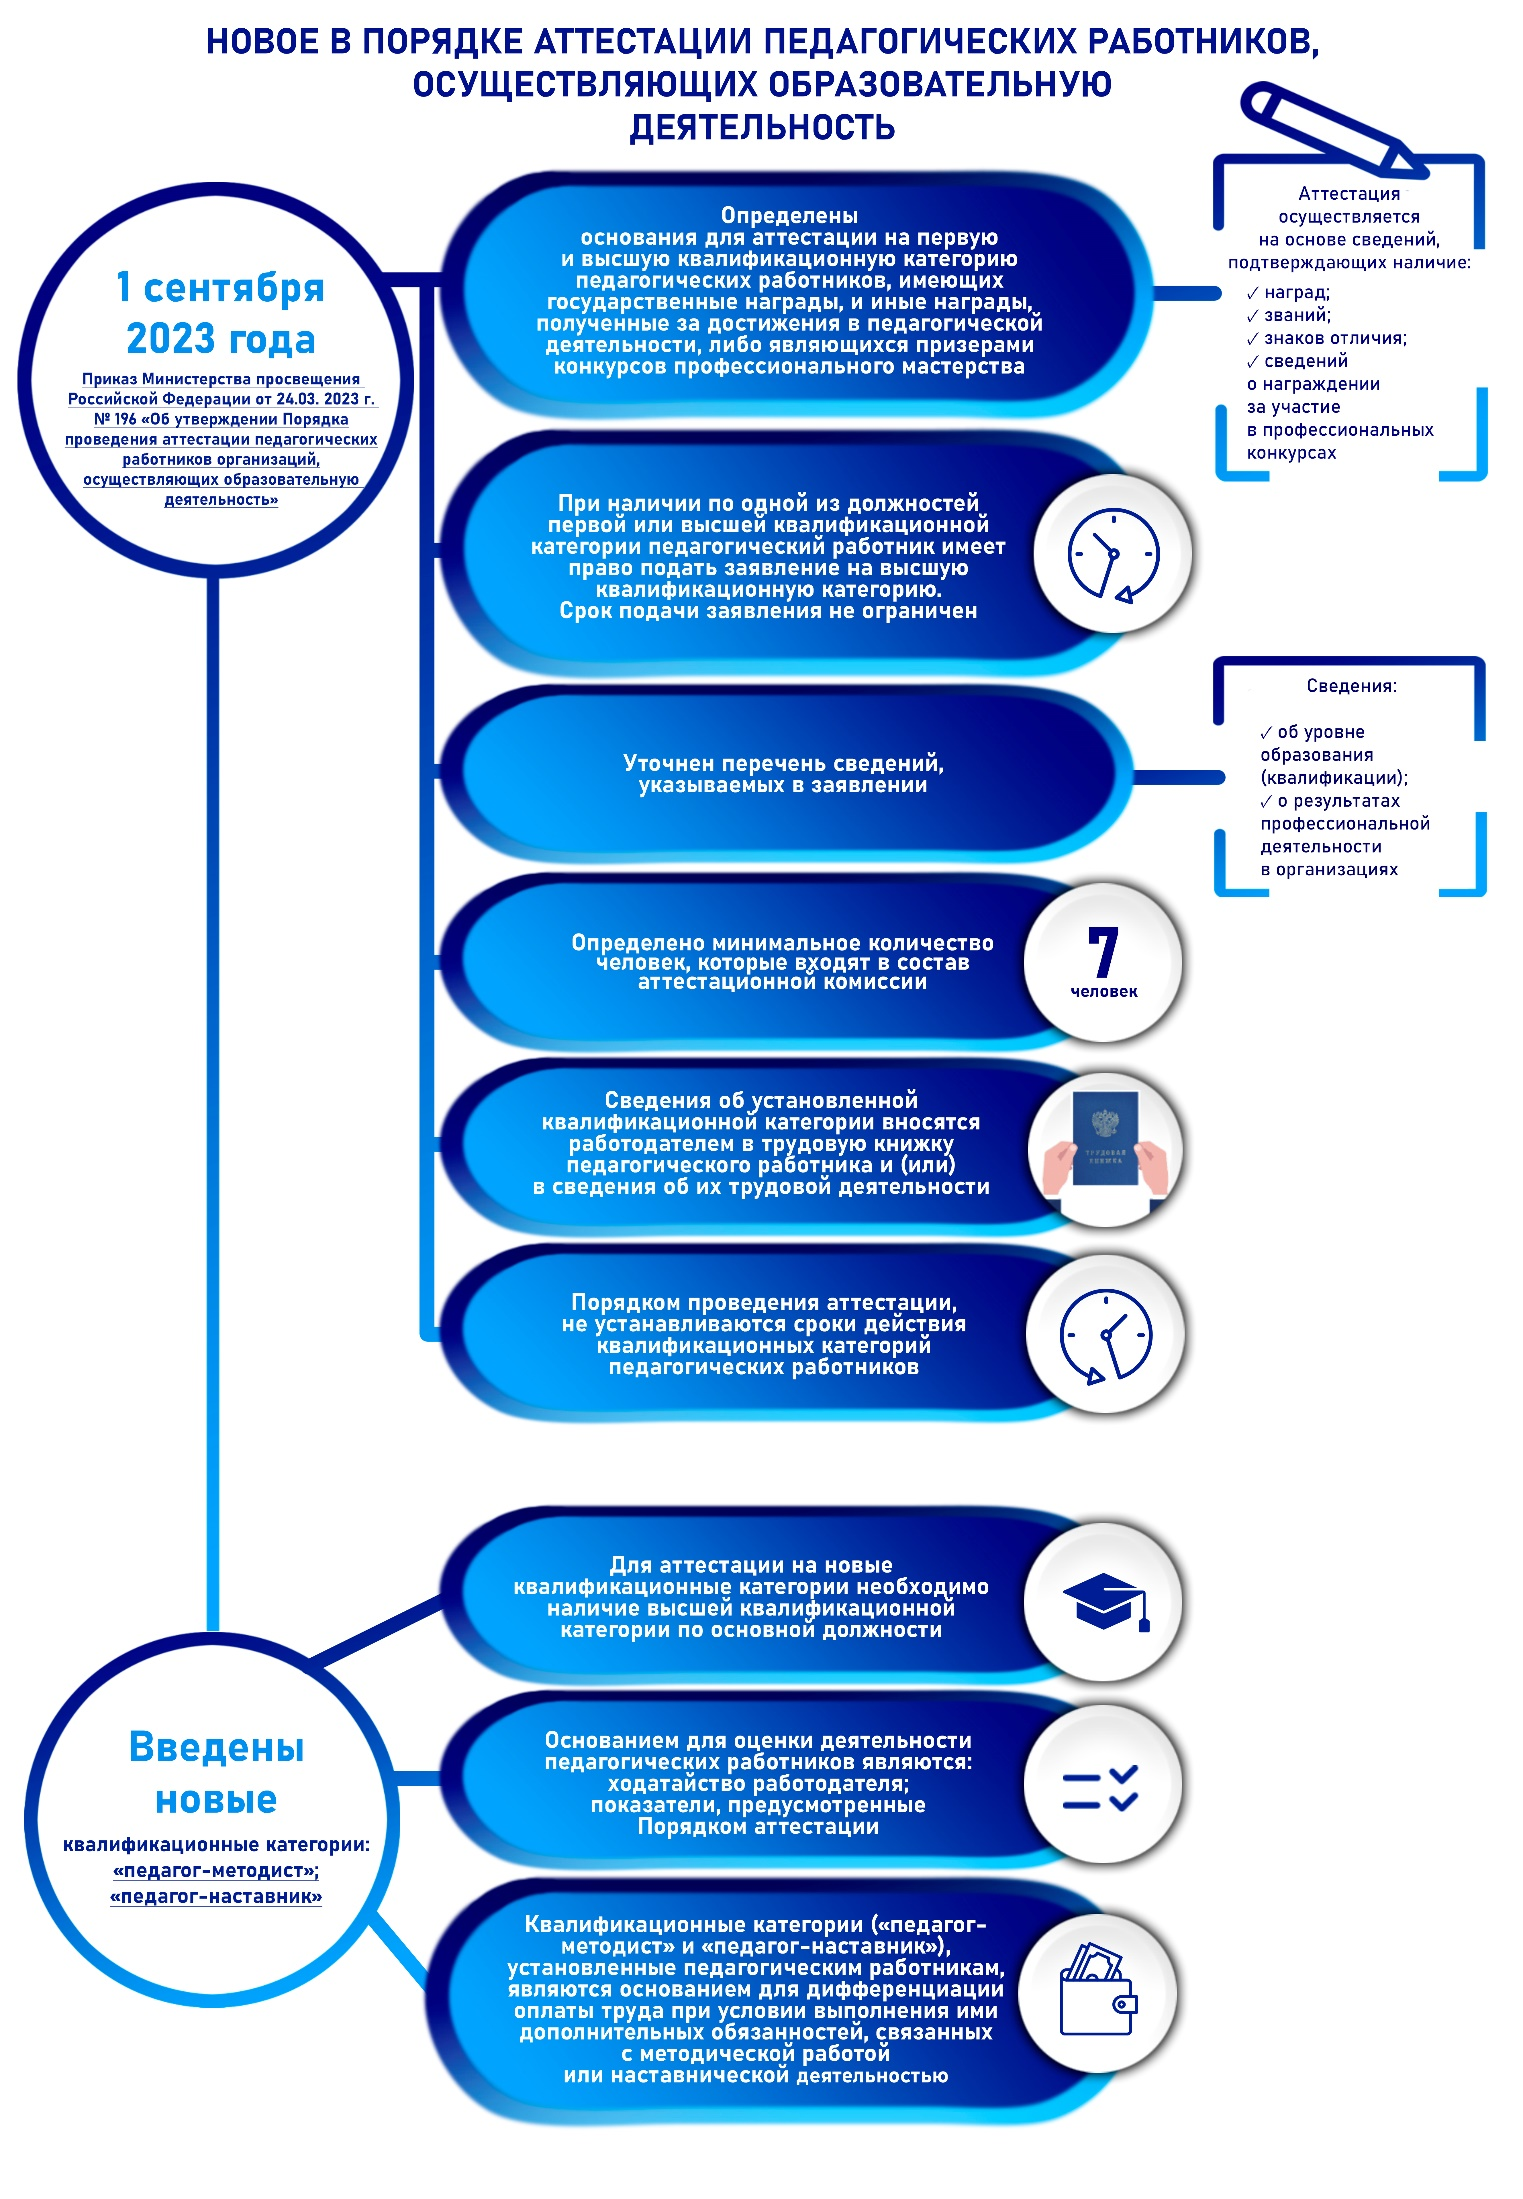 НОВОЕ В ПОРЯДКЕ АТТЕСТАЦИИ ПЕДАГОГИЧЕСКИХ РАБОТНИКОВ,
ОСУЩЕСТВЛЯЮЩИХ ОБРАЗОВАТЕЛЬНУЮ
ДЕЯТЕЛЬНОСТЬ
1 сентября
2023 года
Приказ Министерства просвещения
Российской Федерации от 24.03. 2023 г.
№ 196 «Об утверждении Порядка
проведения аттестации педагогических
работников организаций,
осуществляющих образовательную
деятельность»
Определены
основания для аттестации на первую
и высшую квалификационную категорию
педагогических работников, имеющих
государственные награды, и иные награды,
полученные за достижения в педагогической
деятельности, либо являющихся призерами
конкурсов профессионального мастерства
Аттестация
осуществляется
на основе сведений,
подтверждающих наличие:
✓ наград;
✓ званий;
✓ знаков отличия;
✓ сведений
о награждении
за участие
в профессиональных
конкурсах
При наличии по одной из должностей
первой или высшей квалификационной
категории педагогический работник имеет
право подать заявление на высшую
квалификационную категорию.
Срок подачи заявления не ограничен
Уточнен перечень сведений,
указываемых в заявлении
Сведения:
✓ об уровне
образования
(квалификации);
✓ о результатах
профессиональной
деятельности
в организациях
Определено минимальное количество
человек, которые входят в состав
аттестационной комиссии
7
человек
Сведения об установленной
квалификационной категории вносятся
работодателем в трудовую книжку
педагогического работника и (или)
в сведения об их трудовой деятельности
ТРУДОВАЯ
КНИЖКА
Порядком проведения аттестации,
не устанавливаются сроки действия
квалификационных категорий
педагогических работников
Введены
новые
квалификационные категории:
«педагог-методист»;
«педагог-наставник»
Для аттестации на новые
квалификационные категории необходимо
наличие высшей квалификационной
категории по основной должности
Основанием для оценки деятельности
педагогических работников являются:
ходатайство работодателя;
показатели, предусмотренные
Порядком аттестации
Квалификационные категории («педагог-
методист» и «педагог-наставник»),
установленные педагогическим работникам,
являются основанием для дифференциации
оплаты труда при условии выполнения ими
дополнительных обязанностей, связанных
с методической работой
или наставнической деятельностью